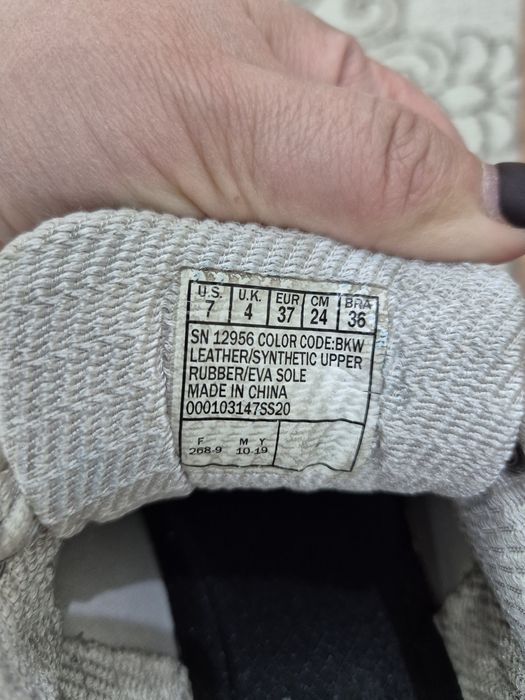 U.S. U.K. EUR CM BRA
7 4 37 24 36
SN 12956 COLOR CODE:BKW
LEATHER/SYNTHETIC UPPER
RUBBER/EVA SOLE
MADE IN CHINA
000103147SS20
F M Y
268-9 10-19